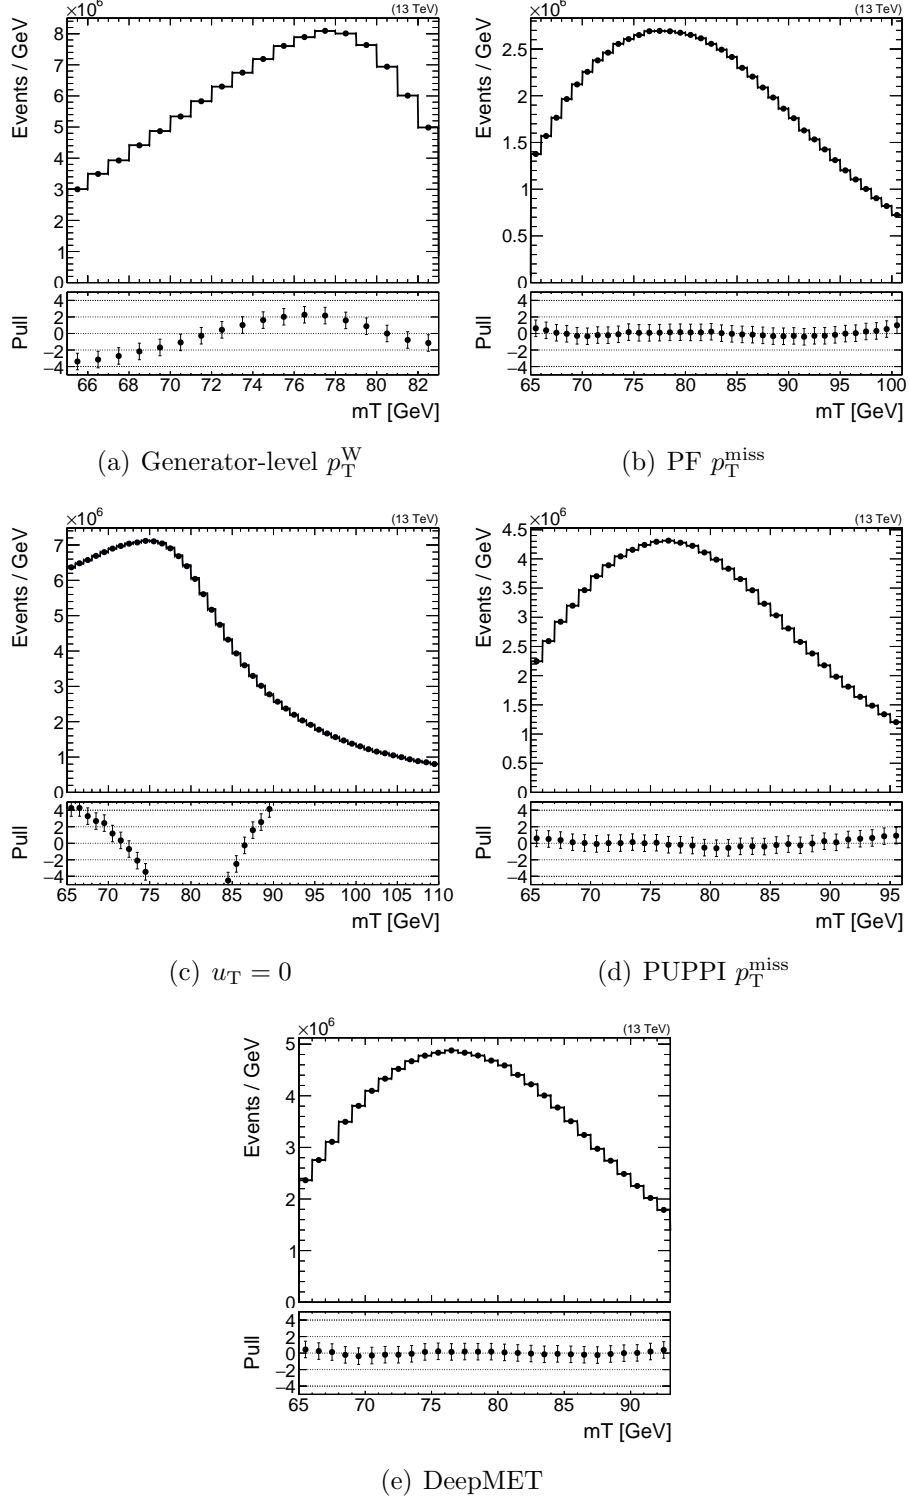 ×10⁶ (13 TeV)
Events / GeV
8
7
6
5
4
3
2
1
0
Pull
4
2
0
−2
−4
66 68 70 72 74 76 78 80 82
mT [GeV]
(a) Generator-level p_T^W
×10⁶ (13 TeV)
Events / GeV
2.5
2
1.5
1
0.5
0
Pull
4
2
0
−2
−4
65 70 75 80 85 90 95 100
mT [GeV]
(b) PF p_T^miss
×10⁶ (13 TeV)
Events / GeV
7
6
5
4
3
2
1
0
Pull
4
2
0
−2
−4
65 70 75 80 85 90 95 100 105 110
mT [GeV]
(c) u_T = 0
×10⁶ (13 TeV)
Events / GeV
4.5
4
3.5
3
2.5
2
1.5
1
0.5
0
Pull
4
2
0
−2
−4
65 70 75 80 85 90 95
mT [GeV]
(d) PUPPI p_T^miss
×10⁶ (13 TeV)
Events / GeV
5
4
3
2
1
0
Pull
4
2
0
−2
−4
65 70 75 80 85 90
mT [GeV]
(e) DeepMET